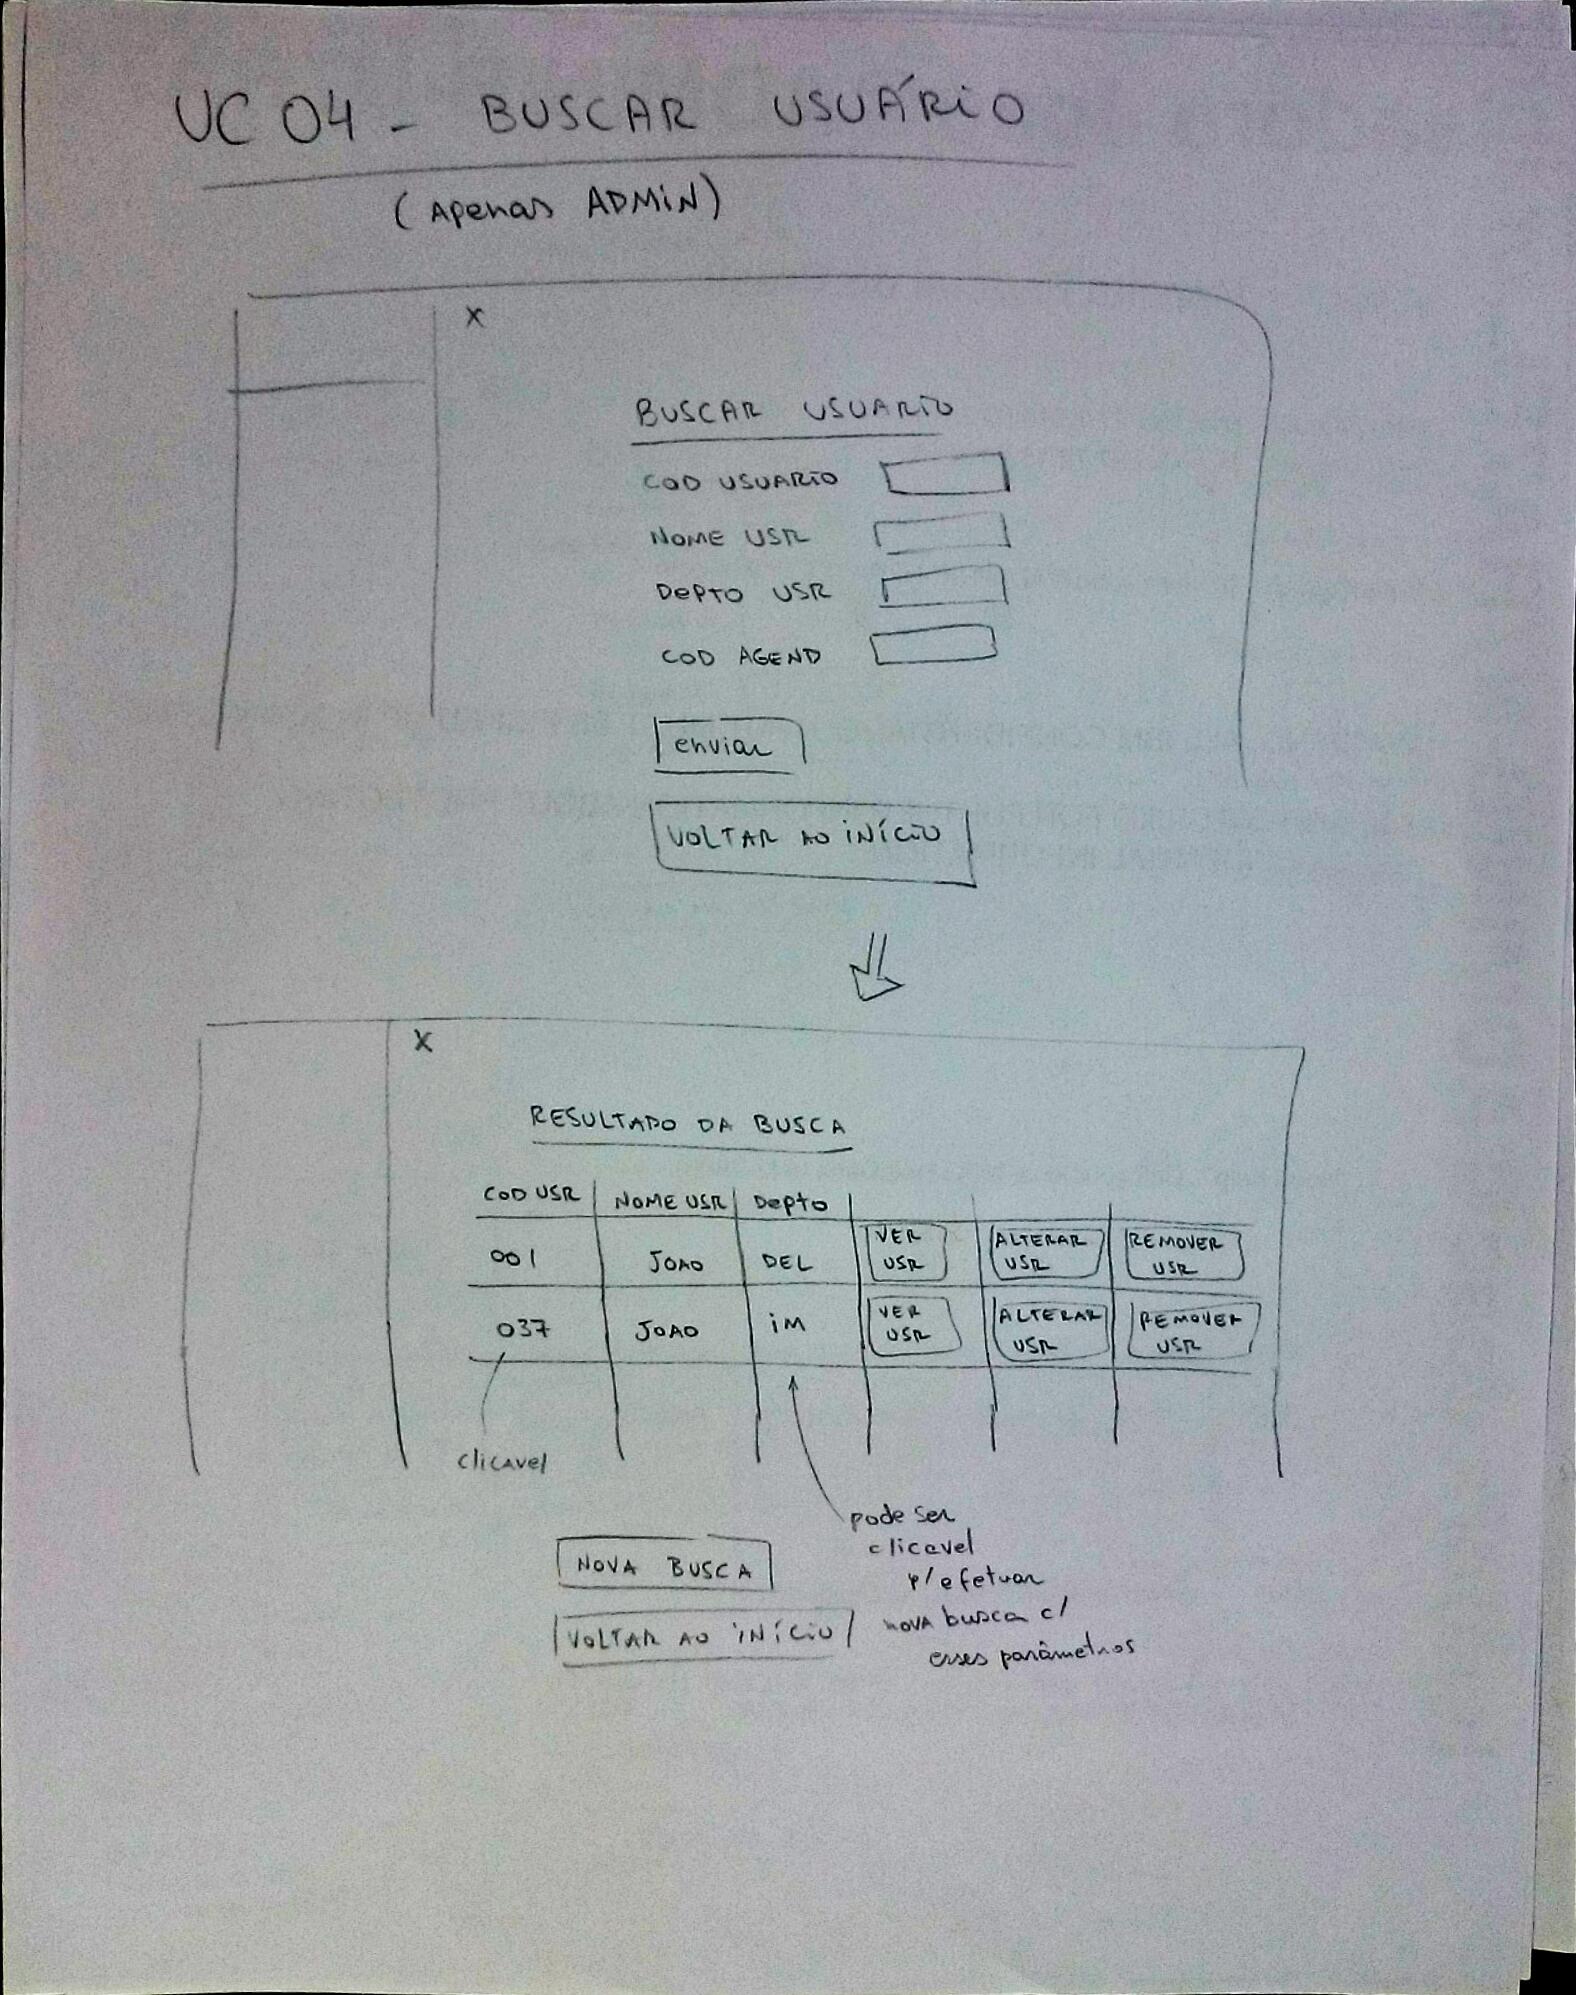 UC 04 - BUSCAR USUÁRIO
(Apenas ADMIN)
X
BUSCAR USUARIO
COD USUARIO
NOME USR
DEPTO USR
COD AGEND
enviar
VOLTAR AO INÍCIO
X
RESULTADO DA BUSCA
COD USR NOME USR DEPTO
001 JOAO DEL VER USR ALTERAR USR REMOVER USR
037 JOAO IM VER USR ALTERAR USR REMOVER USR
clicavel
pode ser
clicavel
p/ efetuar
nova busca c/
esses parâmetros
NOVA BUSCA
VOLTAR AO INÍCIO